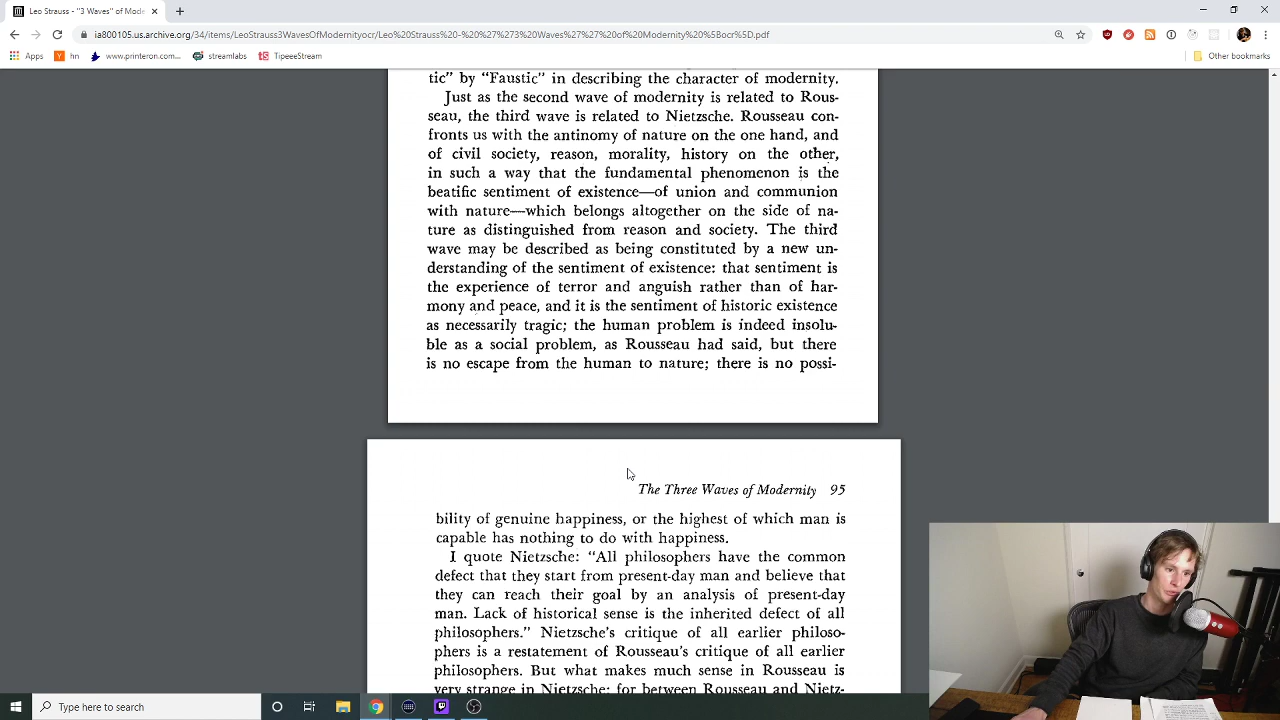 Leo Strauss - "3 Waves" of Mode
ia800105.us.archive.org/34/items/LeoStrauss3WavesOfModernityocr/Leo%20Strauss%20-%20%27%273%20Waves%27%27%20of%20Modernity%20%5Bocr%5D.pdf
Apps hn www.printeron.com... streamlabs TipeeeStream Other bookmarks
tic” by “Faustic” in describing the character of modernity.
Just as the second wave of modernity is related to Rous-
seau, the third wave is related to Nietzsche. Rousseau con-
fronts us with the antinomy of nature on the one hand, and
of civil society, reason, morality, history on the other,
in such a way that the fundamental phenomenon is the
beatific sentiment of existence—of union and communion
with nature—which belongs altogether on the side of na-
ture as distinguished from reason and society. The third
wave may be described as being constituted by a new un-
derstanding of the sentiment of existence: that sentiment is
the experience of terror and anguish rather than of har-
mony and peace, and it is the sentiment of historic existence
as necessarily tragic; the human problem is indeed insolu-
ble as a social problem, as Rousseau had said, but there
is no escape from the human to nature; there is no possi-
The Three Waves of Modernity 95
bility of genuine happiness, or the highest of which man is
capable has nothing to do with happiness.
I quote Nietzsche: “All philosophers have the common
defect that they start from present-day man and believe that
they can reach their goal by an analysis of present-day
man. Lack of historical sense is the inherited defect of all
philosophers.” Nietzsche’s critique of all earlier philoso-
phers is a restatement of Rousseau’s critique of all earlier
philosophers. But what makes much sense in Rousseau is
very strange in Nietzsche; for between Rousseau and Nietz-
Type here to search